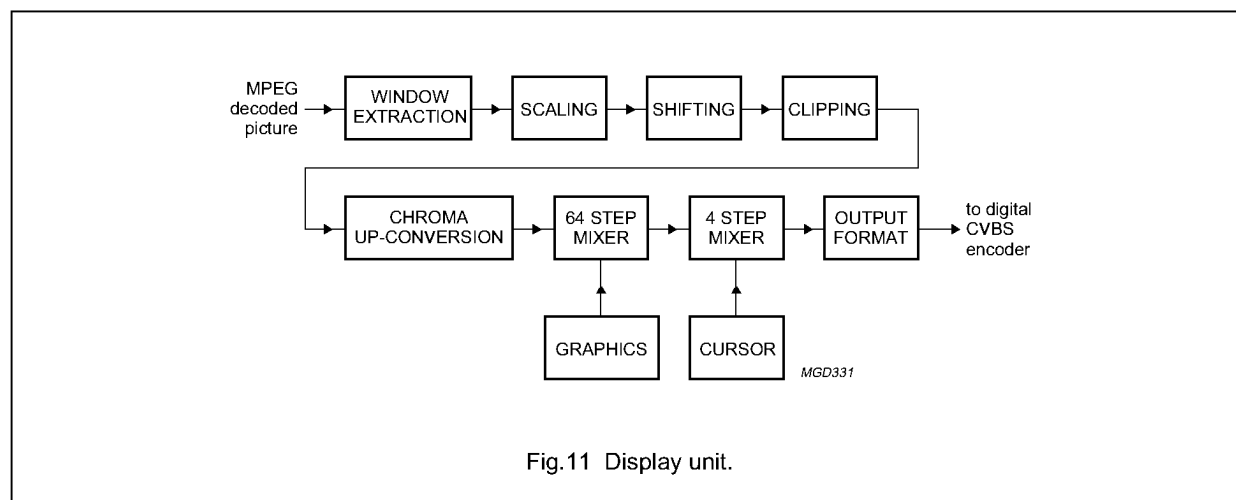 MPEG
decoded
picture
WINDOW
EXTRACTION
SCALING
SHIFTING
CLIPPING
CHROMA
UP-CONVERSION
64 STEP
MIXER
4 STEP
MIXER
OUTPUT
FORMAT
to digital
CVBS
encoder
GRAPHICS
CURSOR
MGD331
Fig.11 Display unit.